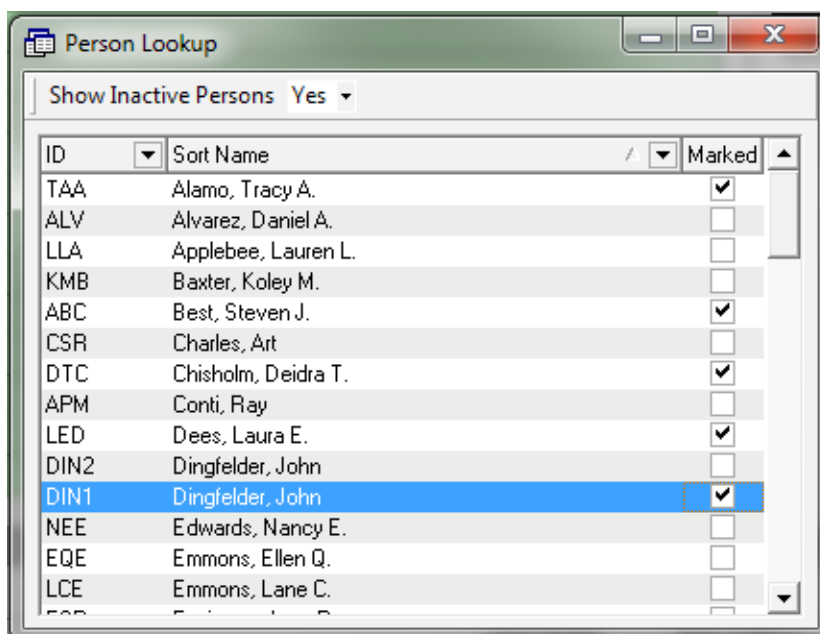 Person Lookup
Show Inactive Persons Yes
ID Sort Name Marked
TAA Alamo, Tracy A.
ALV Alvarez, Daniel A.
LLA Applebee, Lauren L.
KMB Baxter, Koley M.
ABC Best, Steven J.
CSR Charles, Art
DTC Chisholm, Deidra T.
APM Conti, Ray
LED Dees, Laura E.
DIN2 Dingfelder, John
DIN1 Dingfelder, John
NEE Edwards, Nancy E.
EQE Emmons, Ellen Q.
LCE Emmons, Lane C.